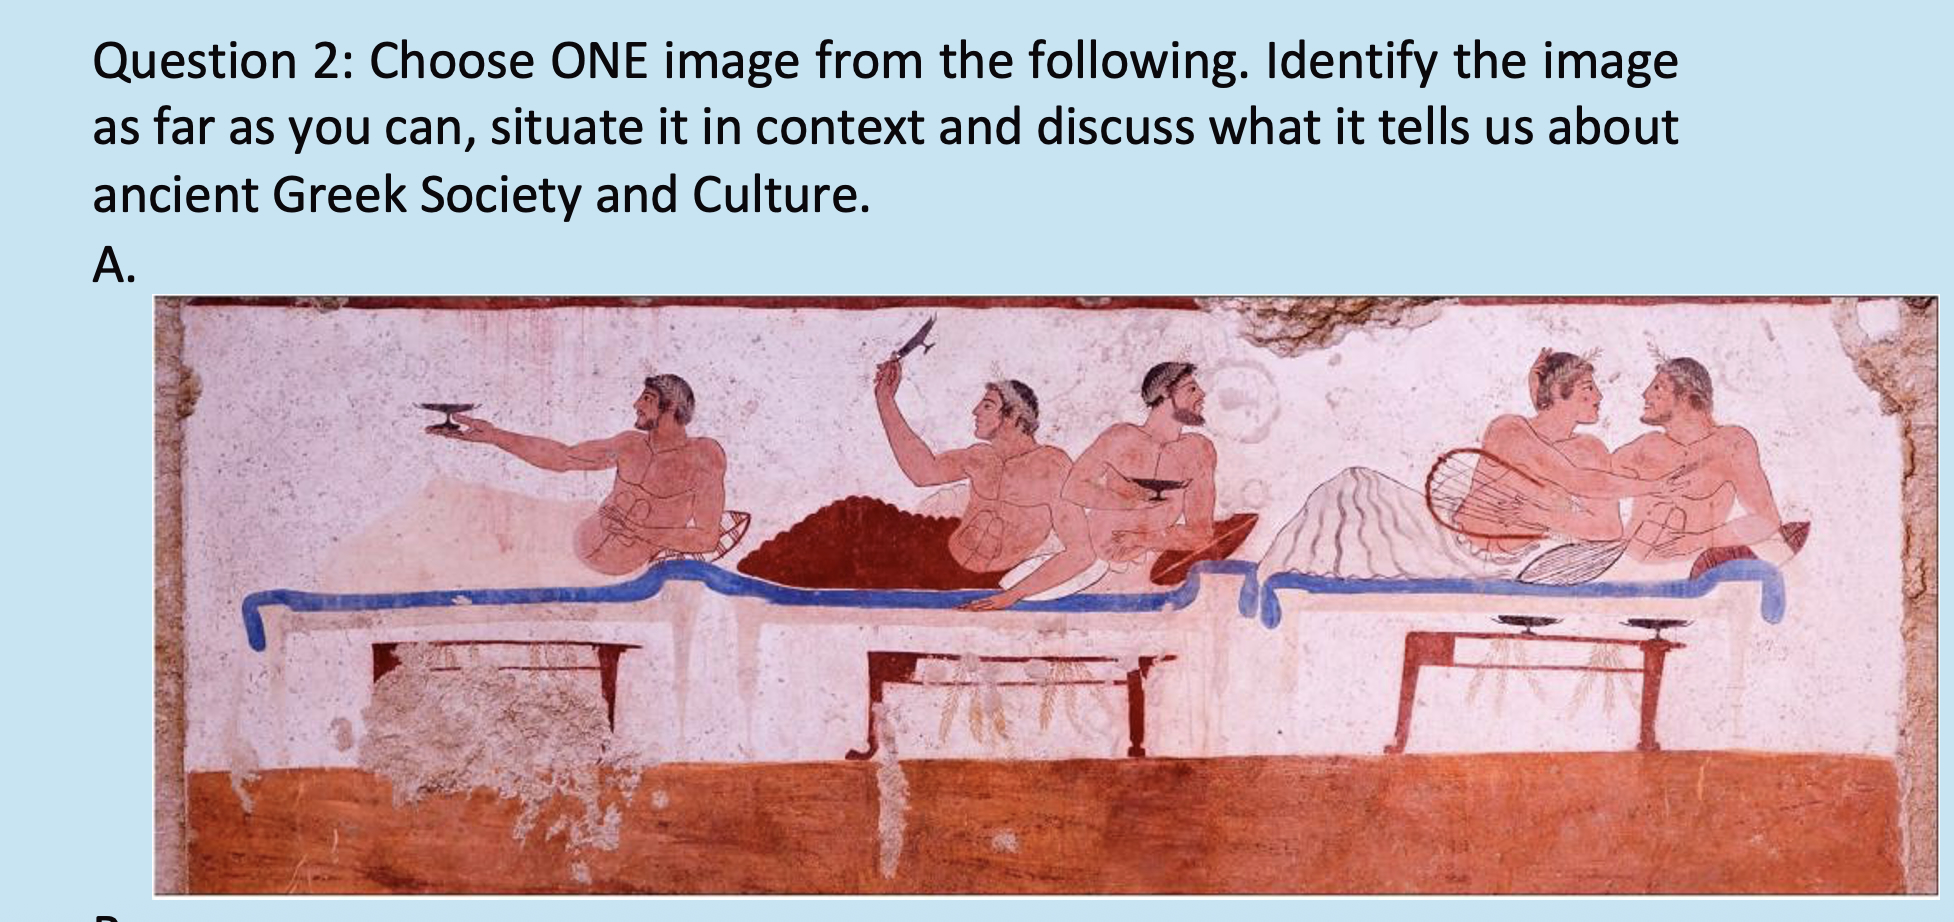 Question 2: Choose ONE image from the following. Identify the image
as far as you can, situate it in context and discuss what it tells us about
ancient Greek Society and Culture.
A.